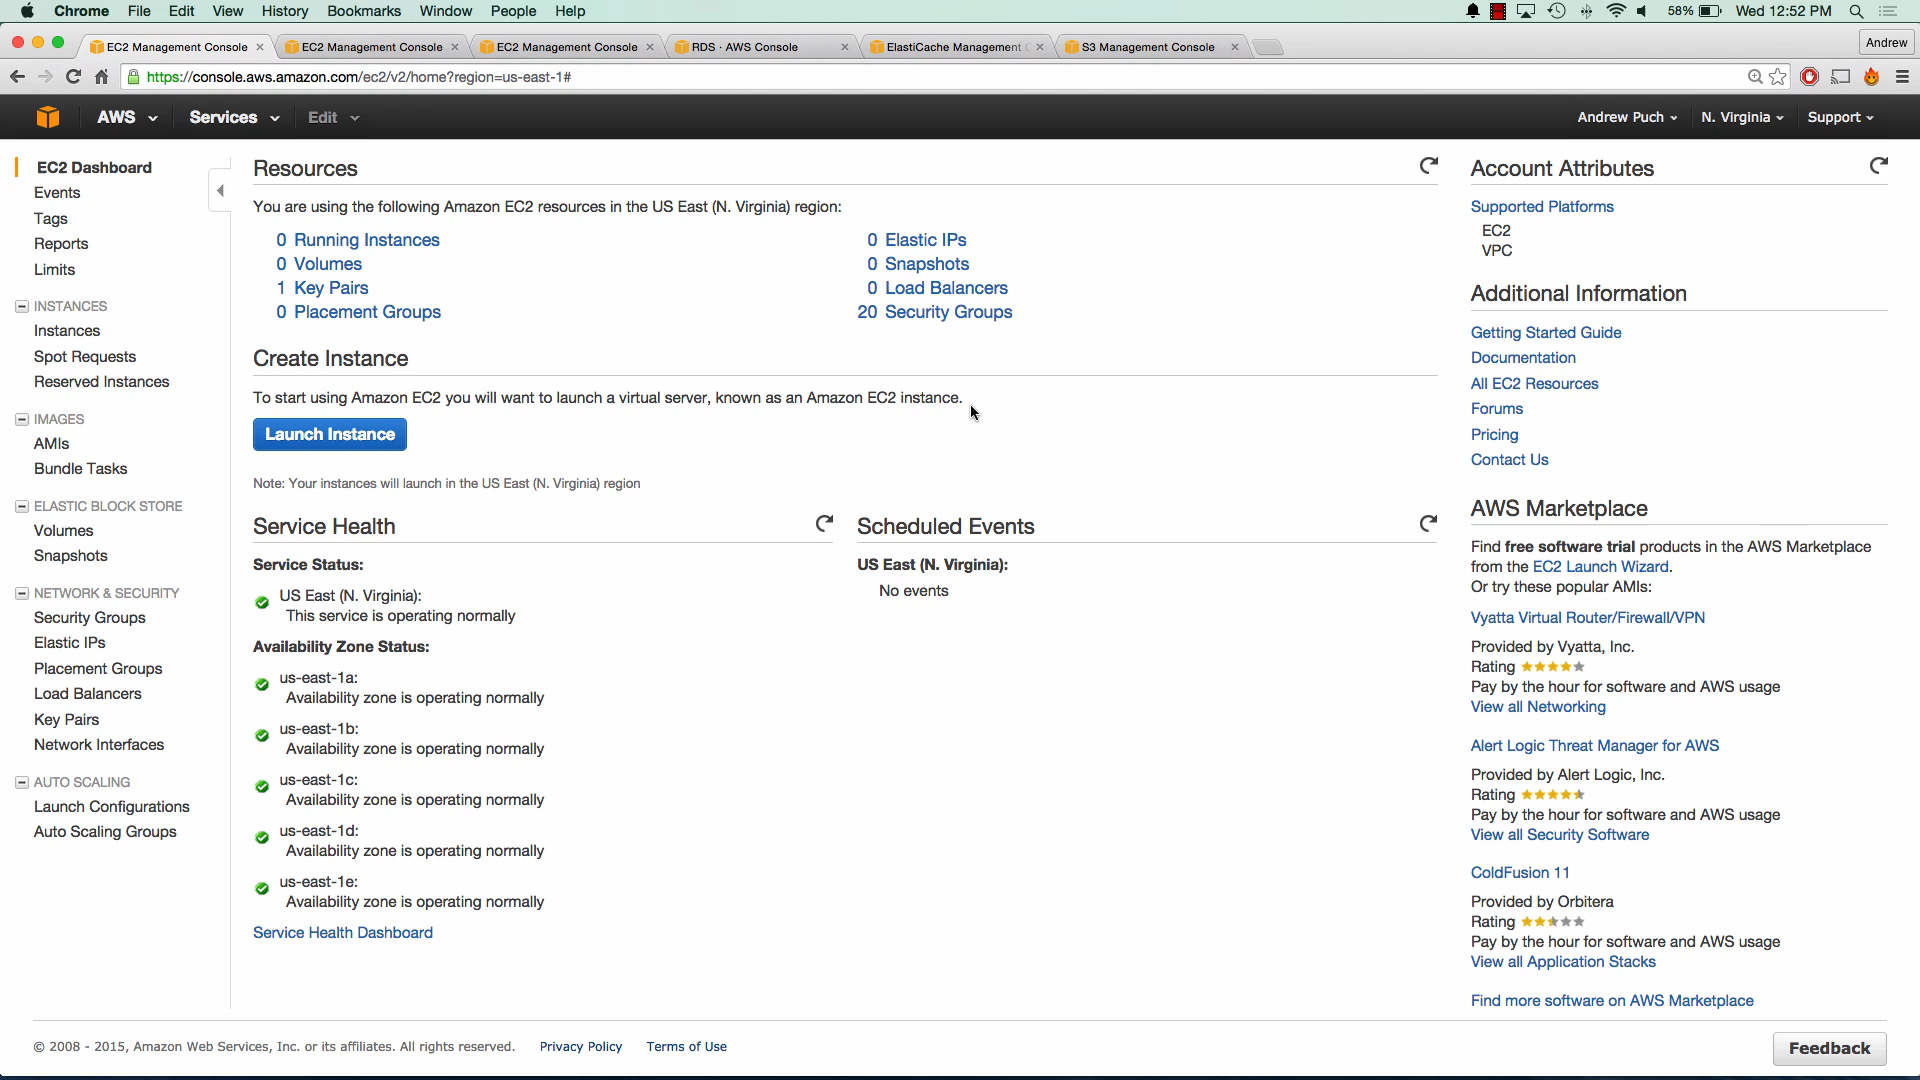 Chrome File Edit View History Bookmarks Window People Help 58% Wed 12:52 PM
EC2 Management Console EC2 Management Console EC2 Management Console RDS · AWS Console ElastiCache Management C S3 Management Console Andrew
https://console.aws.amazon.com/ec2/v2/home?region=us-east-1#
AWS Services Edit Andrew Puch N. Virginia Support
EC2 Dashboard
Events
Tags
Reports
Limits
INSTANCES
Instances
Spot Requests
Reserved Instances
IMAGES
AMIs
Bundle Tasks
ELASTIC BLOCK STORE
Volumes
Snapshots
NETWORK & SECURITY
Security Groups
Elastic IPs
Placement Groups
Load Balancers
Key Pairs
Network Interfaces
AUTO SCALING
Launch Configurations
Auto Scaling Groups
Resources
You are using the following Amazon EC2 resources in the US East (N. Virginia) region:
0 Running Instances
0 Volumes
1 Key Pairs
0 Placement Groups
0 Elastic IPs
0 Snapshots
0 Load Balancers
20 Security Groups
Create Instance
To start using Amazon EC2 you will want to launch a virtual server, known as an Amazon EC2 instance.
Launch Instance
Note: Your instances will launch in the US East (N. Virginia) region
Service Health
Service Status:
US East (N. Virginia):
This service is operating normally
Availability Zone Status:
us-east-1a:
Availability zone is operating normally
us-east-1b:
Availability zone is operating normally
us-east-1c:
Availability zone is operating normally
us-east-1d:
Availability zone is operating normally
us-east-1e:
Availability zone is operating normally
Service Health Dashboard
Scheduled Events
US East (N. Virginia):
No events
Account Attributes
Supported Platforms
EC2
VPC
Additional Information
Getting Started Guide
Documentation
All EC2 Resources
Forums
Pricing
Contact Us
AWS Marketplace
Find free software trial products in the AWS Marketplace
from the EC2 Launch Wizard.
Or try these popular AMIs:
Vyatta Virtual Router/Firewall/VPN
Provided by Vyatta, Inc.
Rating
Pay by the hour for software and AWS usage
View all Networking
Alert Logic Threat Manager for AWS
Provided by Alert Logic, Inc.
Rating
Pay by the hour for software and AWS usage
View all Security Software
ColdFusion 11
Provided by Orbitera
Rating
Pay by the hour for software and AWS usage
View all Application Stacks
Find more software on AWS Marketplace
© 2008 - 2015, Amazon Web Services, Inc. or its affiliates. All rights reserved. Privacy Policy Terms of Use
Feedback